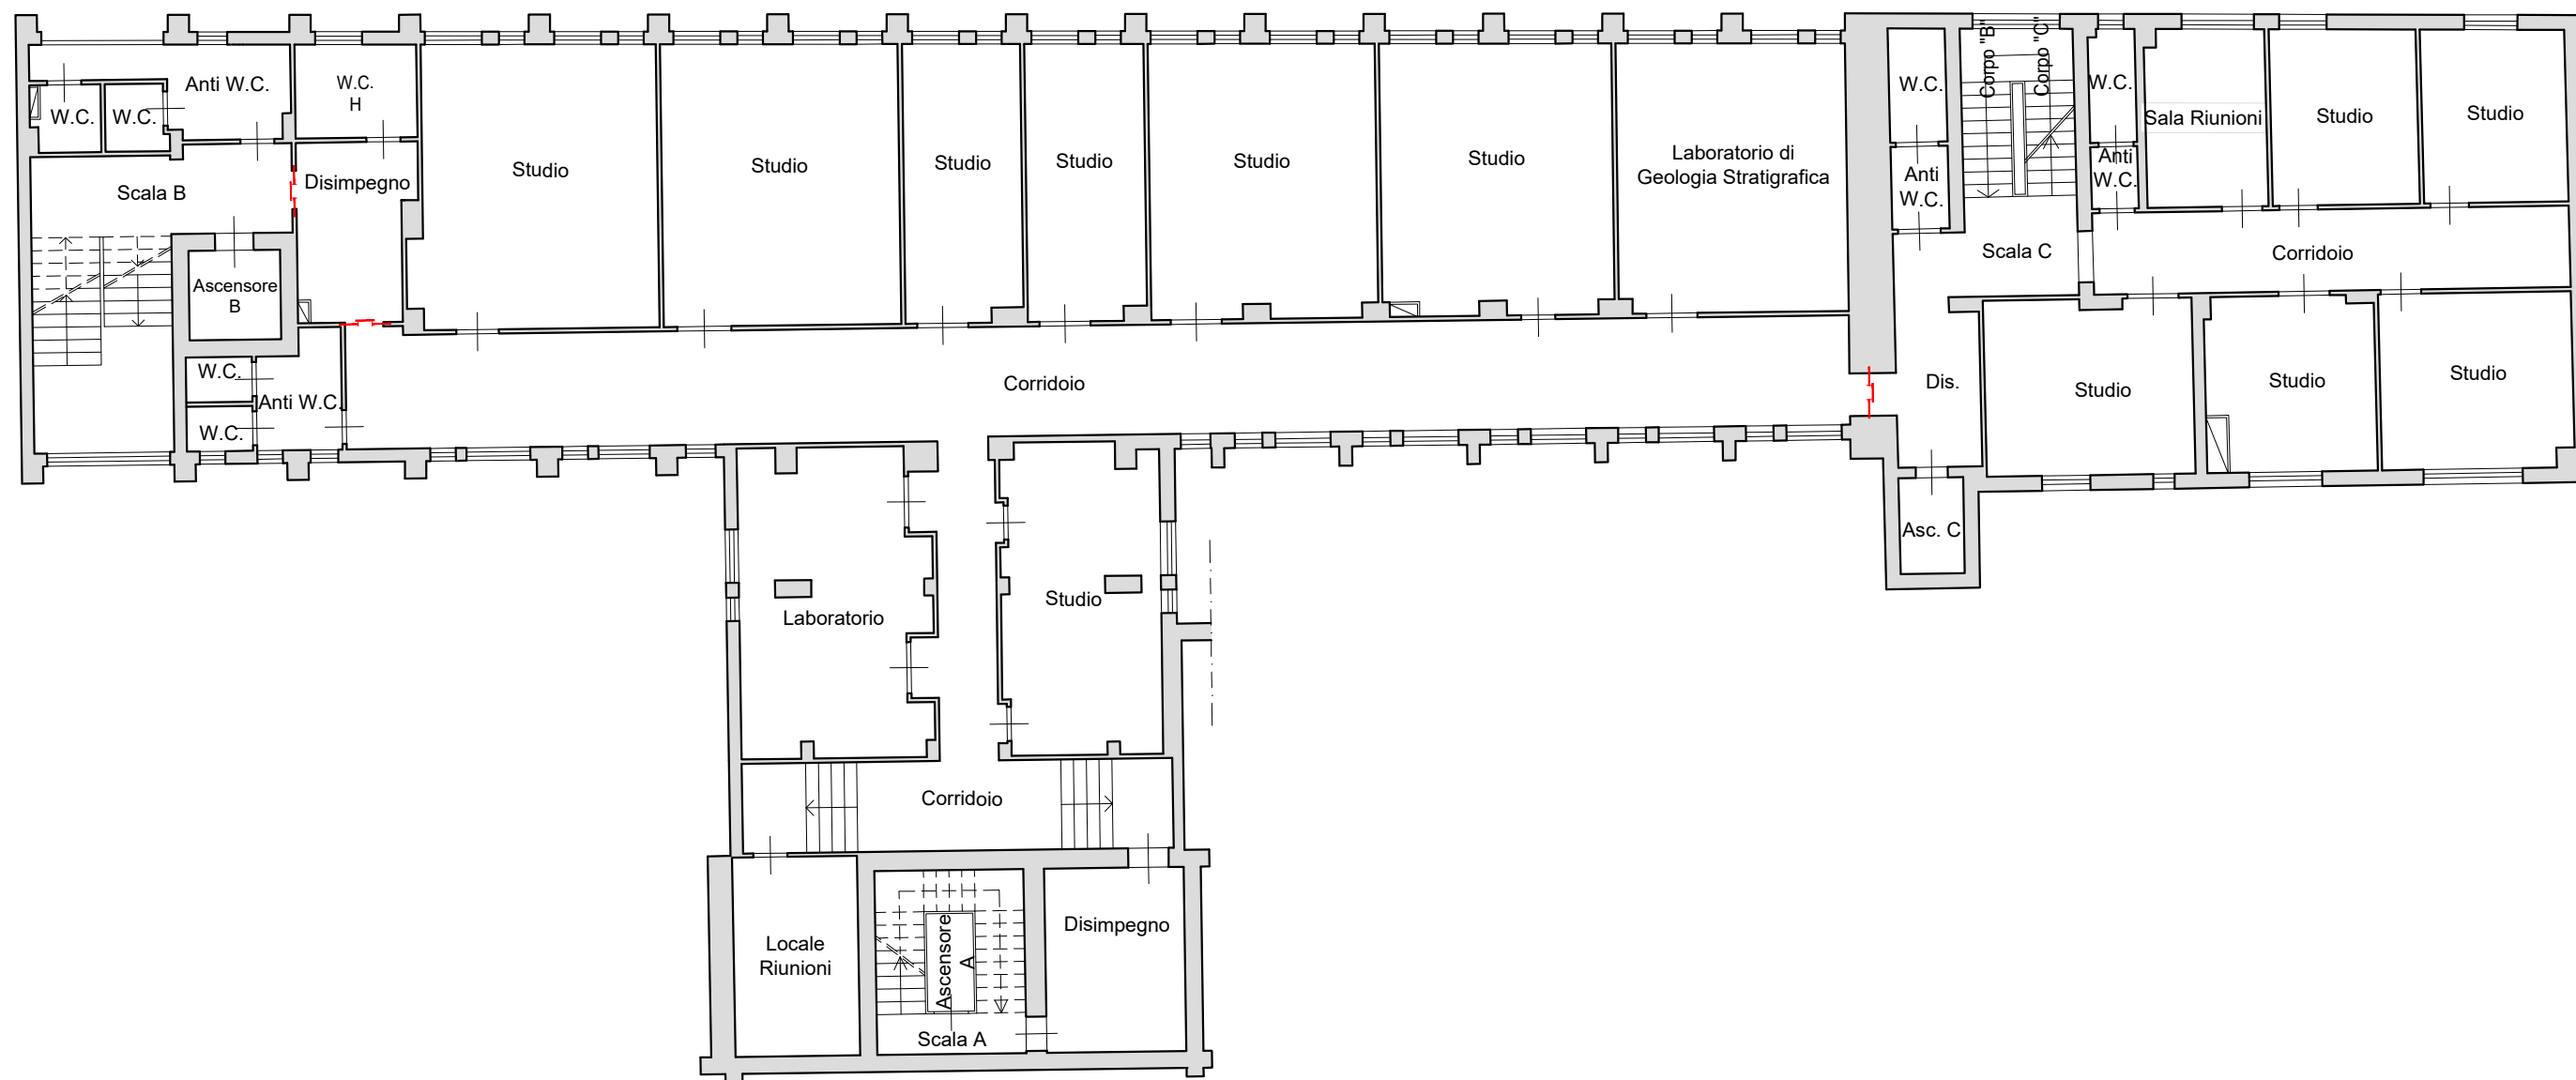 Anti W.C.
W.C.
W.C.
W.C.
H
Scala B
Disimpegno
Ascensore
B
W.C.
W.C.
Anti W.C.
Studio
Studio
Studio
Studio
Studio
Studio
Laboratorio di
Geologia Stratigrafica
Corridoio
W.C.
Anti
W.C.
Corpo "B"
Corpo "C"
W.C.
Anti
W.C.
Sala Riunioni
Studio
Studio
Scala C
Corridoio
Dis.
Studio
Studio
Studio
Asc. C
Laboratorio
Studio
Corridoio
Locale
Riunioni
Ascensore
A
Scala A
Disimpegno